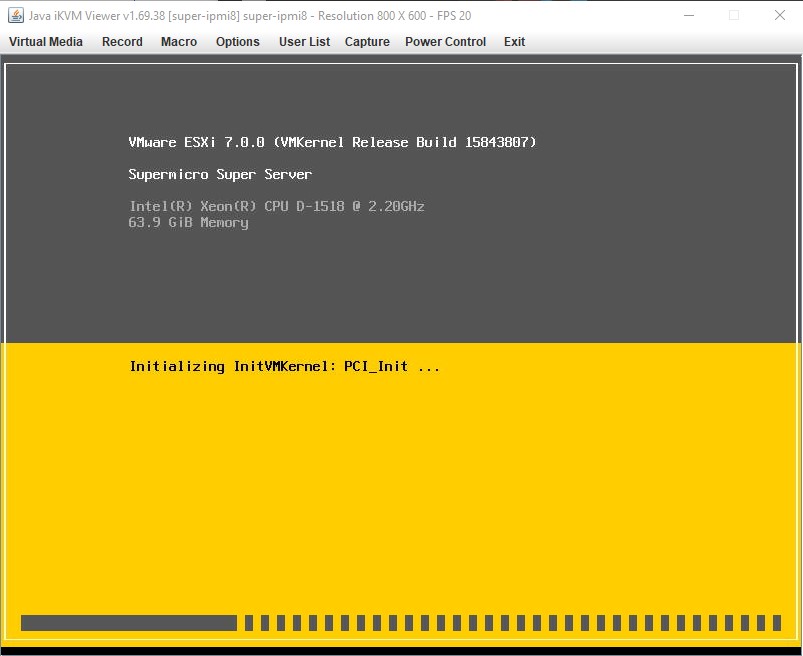 Java iKVM Viewer v1.69.38 [super-ipmi8] super-ipmi8 - Resolution 800 X 600 - FPS 20
Virtual Media Record Macro Options User List Capture Power Control Exit
VMware ESXi 7.0.0 (VMKernel Release Build 15843807)
Supermicro Super Server
Intel(R) Xeon(R) CPU D-1518 @ 2.20GHz
63.9 GiB Memory
Initializing InitVMKernel: PCI_Init ...